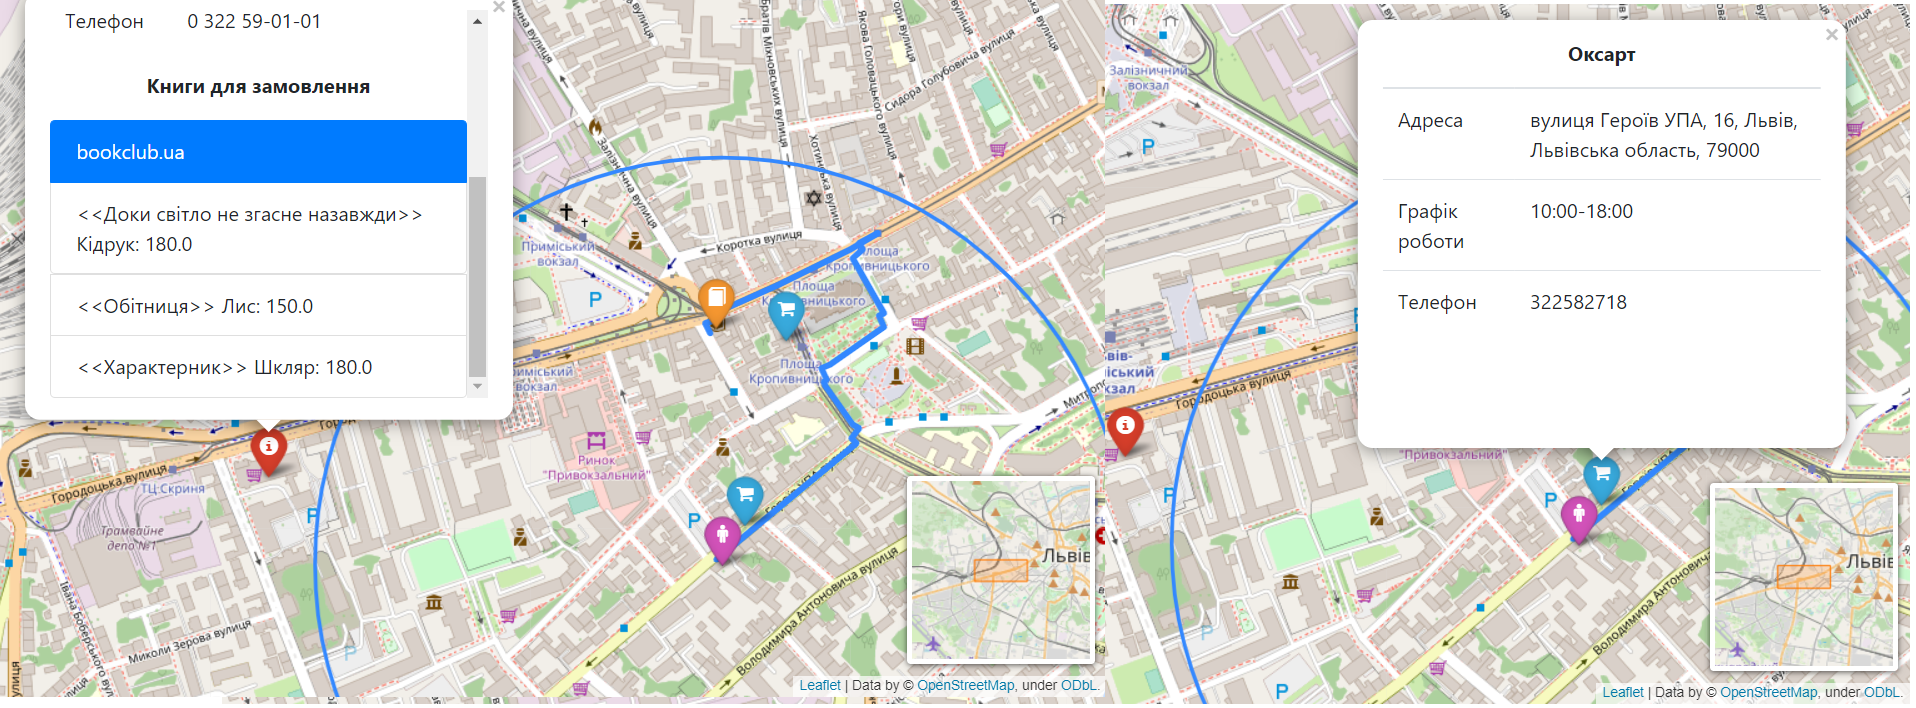 Телефон 0 322 59-01-01
Книги для замовлення
bookclub.ua
<<Доки світло не згасне назавжди>>
Кідрук: 180.0
<<Обітниця>> Лис: 150.0
<<Характерник>> Шкляр: 180.0
Братів Міхновських вулиця
Якова Головацького вулиця
Сидора Голубовича вулиця
Залізнична вулиця
Хотинська вулиця
Коротка вулиця
Приміський
вокзал
Площа
Кропивницького
Площа
Кропивницького
Площа
Кропивницького
P
Ринок
"Привокзальний"
Городоцька вулиця
ТЦ Скриня
Трамвайне
депо №1
P
P
P
P
Івана Боберського вулиця
Миколи Зерова вулиця
Володимира Антоновича вулиця
Львів
Leaflet | Data by © OpenStreetMap, under ODbL.
Залізничний
вокзал
P
Оксарт
Адреса вулиця Героїв УПА, 16, Львів,
Львівська область, 79000
Графік 10:00-18:00
роботи
Телефон 322582718
Городоцька вулиця
"Привокзальний"
P
P
P
P
Володимира Антоновича вулиця
Львів
Leaflet | Data by © OpenStreetMap, under ODbL.